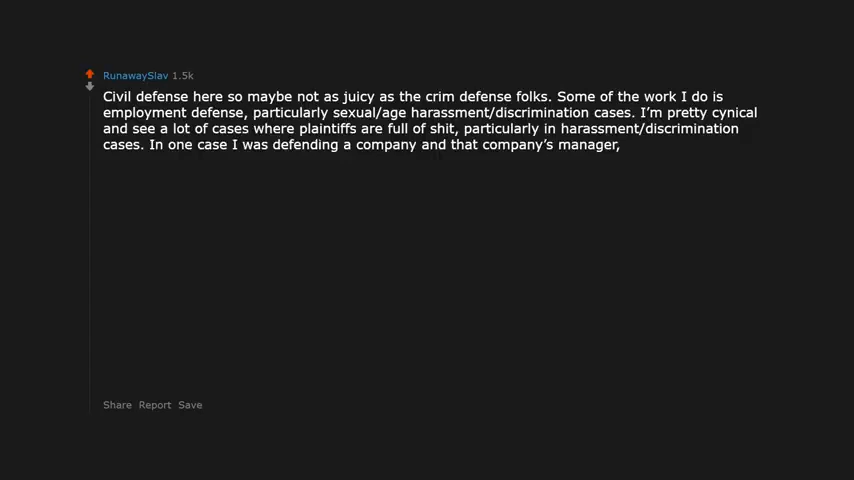 RunawaySlav 1.5k
Civil defense here so maybe not as juicy as the crim defense folks. Some of the work I do is
employment defense, particularly sexual/age harassment/discrimination cases. I’m pretty cynical
and see a lot of cases where plaintiffs are full of shit, particularly in harassment/discrimination
cases. In one case I was defending a company and that company’s manager,
Share Report Save